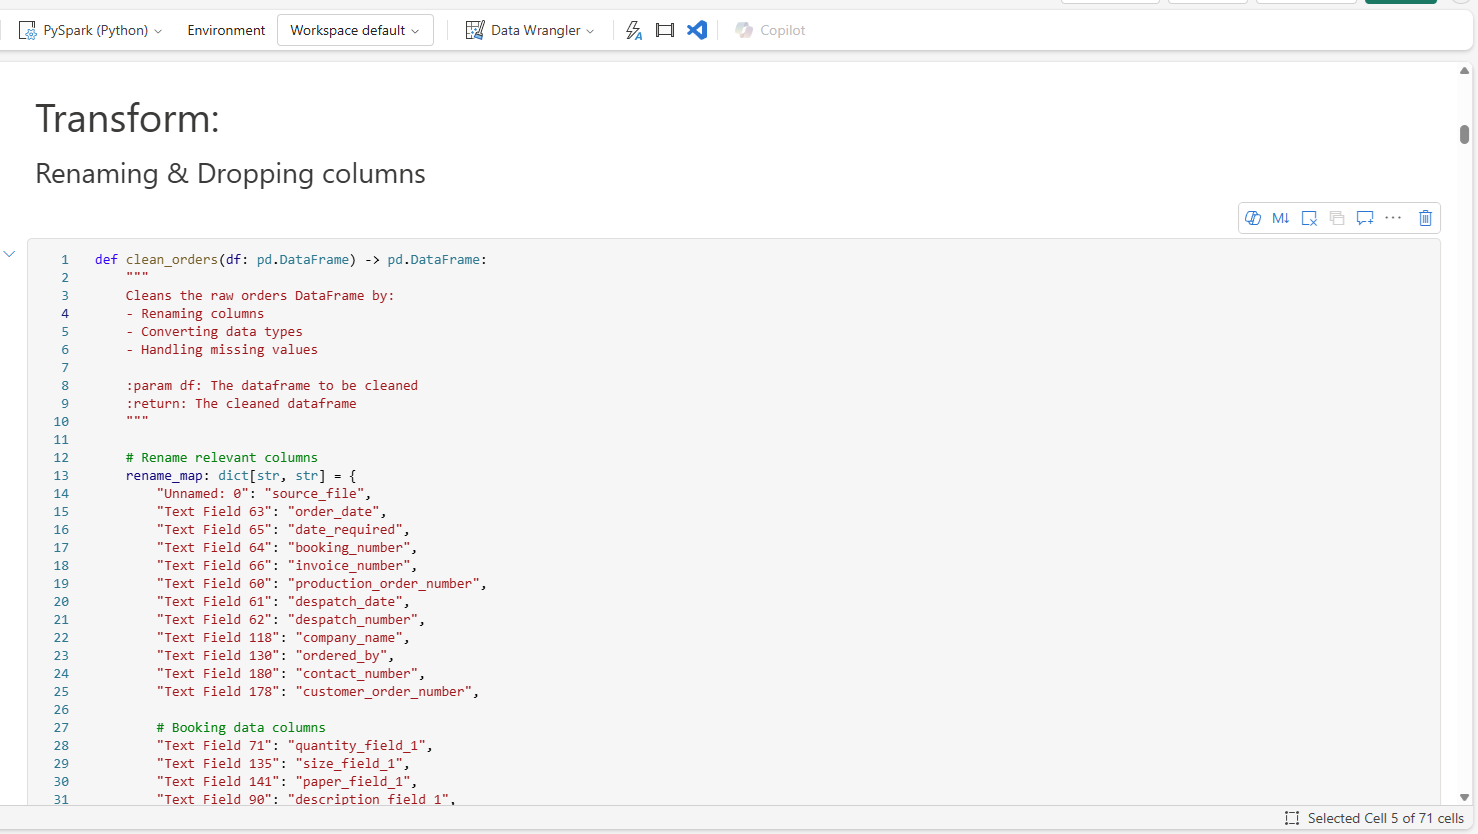 PySpark (Python) Environment Workspace default Data Wrangler Copilot
Transform:
Renaming & Dropping columns
M↓ ...
1 def clean_orders(df: pd.DataFrame) -> pd.DataFrame:
2 """
3 Cleans the raw orders DataFrame by:
4 - Renaming columns
5 - Converting data types
6 - Handling missing values
7
8 :param df: The dataframe to be cleaned
9 :return: The cleaned dataframe
10 """
11
12 # Rename relevant columns
13 rename_map: dict[str, str] = {
14 "Unnamed: 0": "source_file",
15 "Text Field 63": "order_date",
16 "Text Field 65": "date_required",
17 "Text Field 64": "booking_number",
18 "Text Field 66": "invoice_number",
19 "Text Field 60": "production_order_number",
20 "Text Field 61": "despatch_date",
21 "Text Field 62": "despatch_number",
22 "Text Field 118": "company_name",
23 "Text Field 130": "ordered_by",
24 "Text Field 180": "contact_number",
25 "Text Field 178": "customer_order_number",
26
27 # Booking data columns
28 "Text Field 71": "quantity_field_1",
29 "Text Field 135": "size_field_1",
30 "Text Field 141": "paper_field_1",
31 "Text Field 90": "description_field_1",
Selected Cell 5 of 71 cells